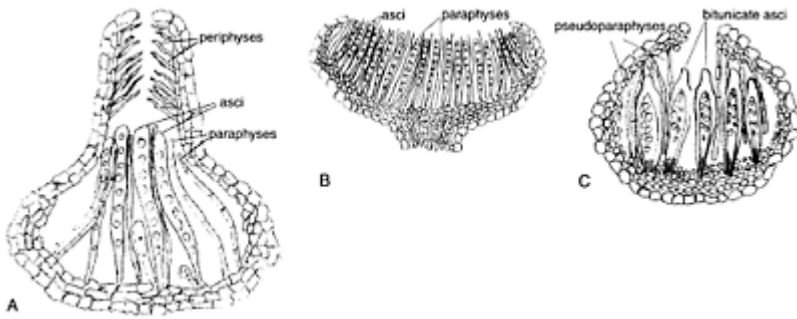 periphyses
asci
paraphyses
A
asci
paraphyses
B
pseudoparaphyses
bitunicate asci
C